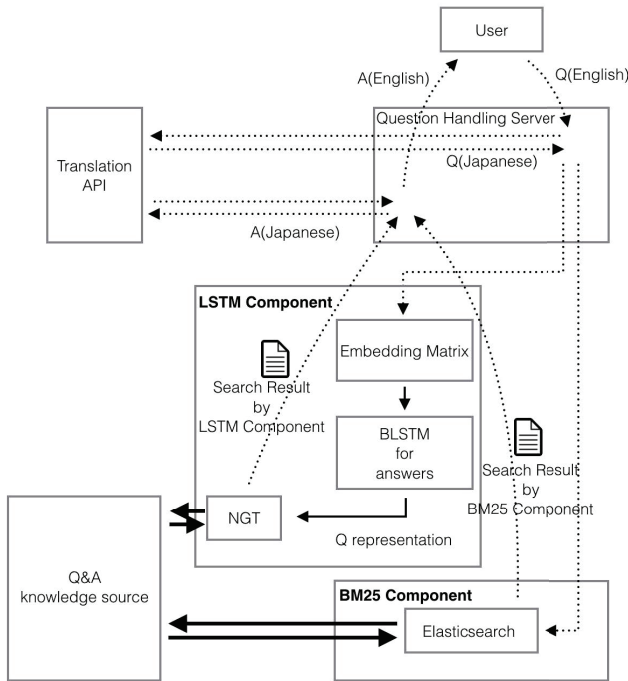 User
A(English)
Q(English)
Question Handling Server
Translation
API
Q(Japanese)
A(Japanese)
LSTM Component
Embedding Matrix
Search Result
by
LSTM Component
BLSTM
for
answers
Search Result
by
BM25 Component
NGT
Q representation
Q&A
knowledge source
BM25 Component
Elasticsearch